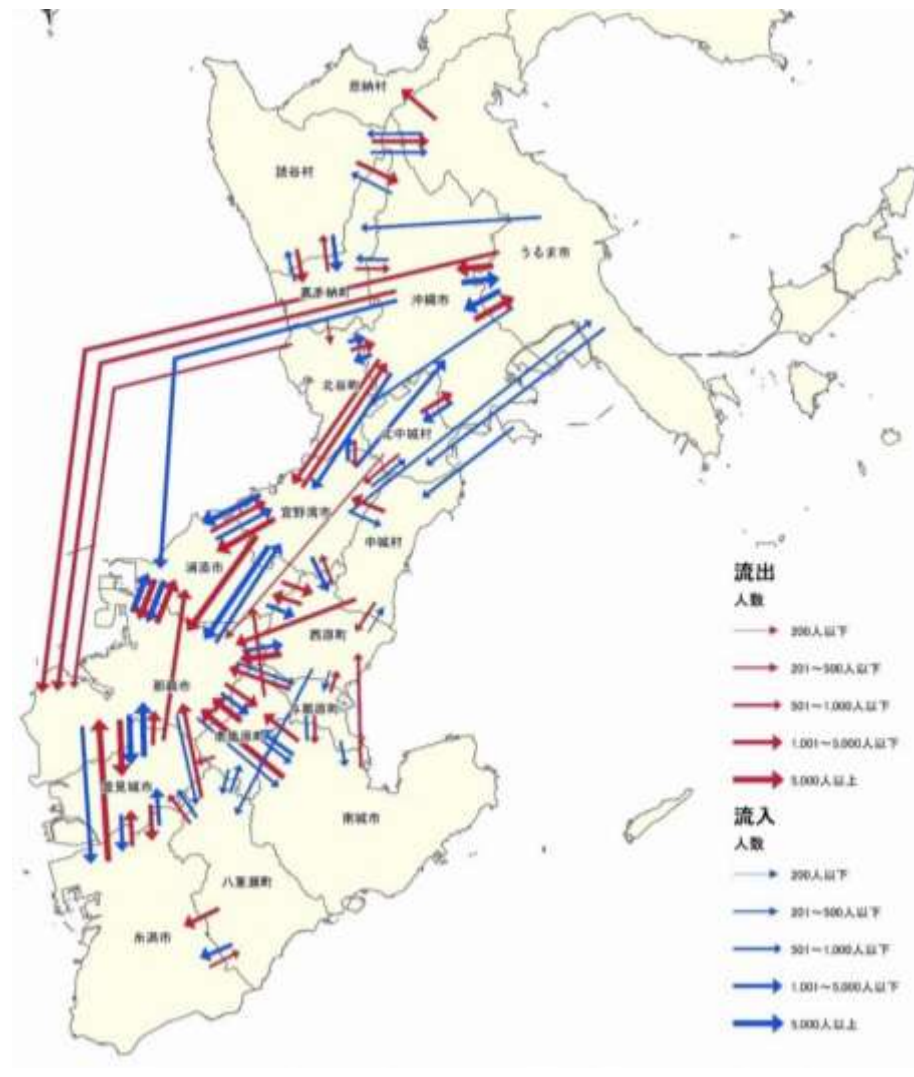 恩納村
読谷村
うるま市
嘉手納町
沖縄市
北谷町
北中城村
宜野湾市
中城村
浦添市
西原町
那覇市
与那原町
南風原町
豊見城市
南城市
八重瀬町
糸満市
流出
人数
200人以下
201〜500人以下
501〜1,000人以下
1,001〜5,000人以下
5,000人以上
流入
人数
200人以下
201〜500人以下
501〜1,000人以下
1,001〜5,000人以下
5,000人以上